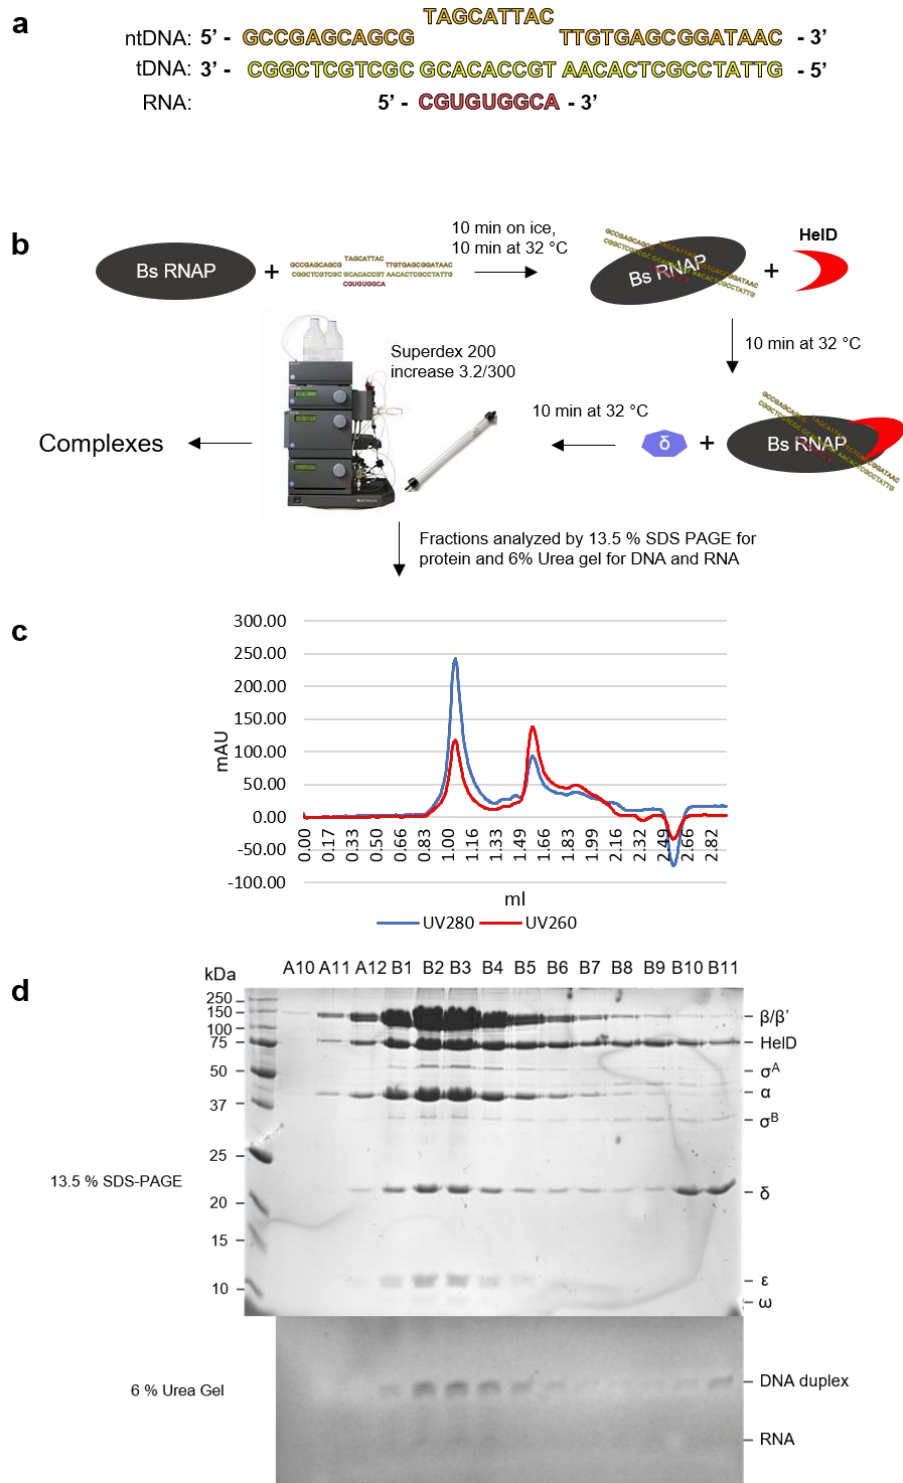 a
TAGCATTAC
ntDNA: 5' - GCCGAGCAGCG TTGTGAGCGGATAAC - 3'
tDNA: 3' - CGGCTCGTCGC GCACACCGT AACACTCGCCTATTG - 5'
RNA: 5' - CGUGUGGCA - 3'
b
10 min on ice,
10 min at 32 °C
HelD
Bs RNAP + TAGCATTAC
GCCGAGCAGCG TTGTGAGCGGATAAC
CGGCTCGTCGC GCACACCGT AACACTCGCCTATTG
CGUGUGGCA
Bs RNAP +
10 min at 32 °C
Superdex 200
increase 3.2/300
10 min at 32 °C
Complexes
δ + Bs RNAP
Fractions analyzed by 13.5 % SDS PAGE for
protein and 6% Urea gel for DNA and RNA
c
300.00
250.00
200.00
150.00
100.00
50.00
0.00
-50.00
-100.00
mAU
0.00 0.17 0.33 0.50 0.66 0.83 1.00 1.16 1.33 1.49 1.66 1.83 1.99 2.16 2.32 2.49 2.66 2.82
ml
UV280 UV260
d
kDa A10 A11 A12 B1 B2 B3 B4 B5 B6 B7 B8 B9 B10 B11
250
150
100
75
50
37
25
20
15
10
β/β'
HelD
σA
α
σB
δ
ε
ω
13.5 % SDS-PAGE
6 % Urea Gel
DNA duplex
RNA